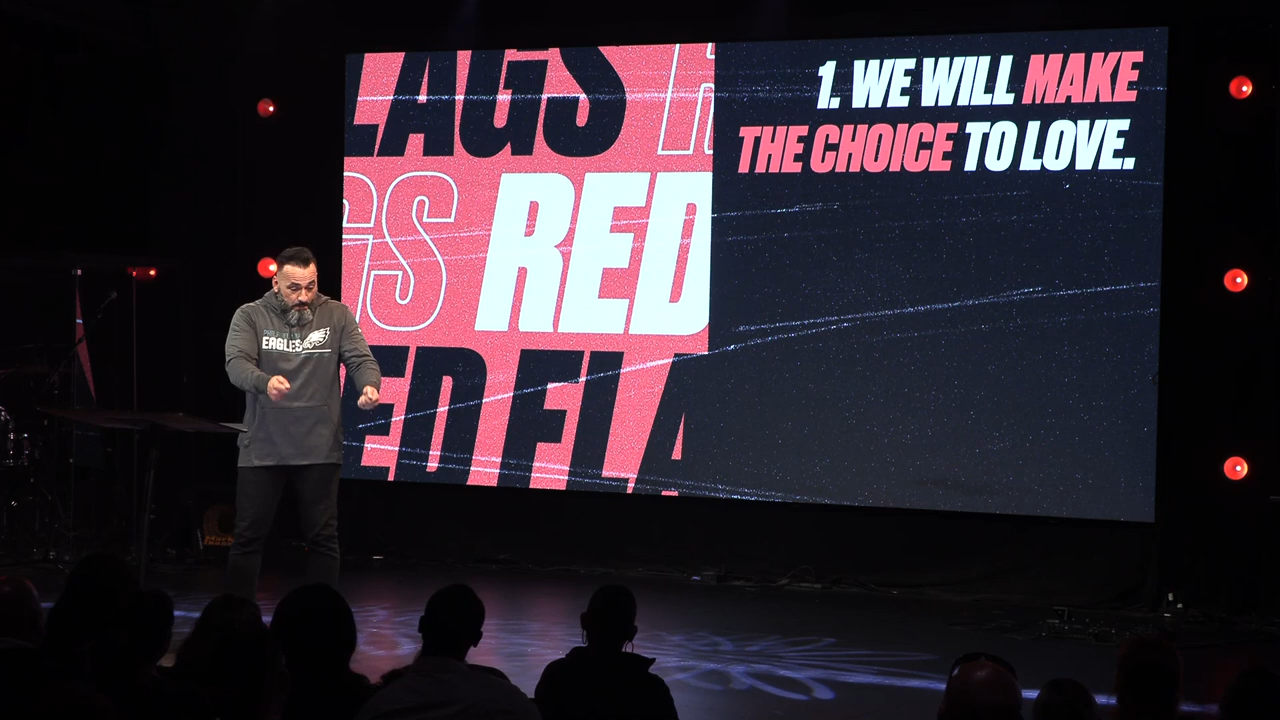 LAGS R
GS RED
ED FLA
1. WE WILL MAKE
THE CHOICE TO LOVE.
EAGLES